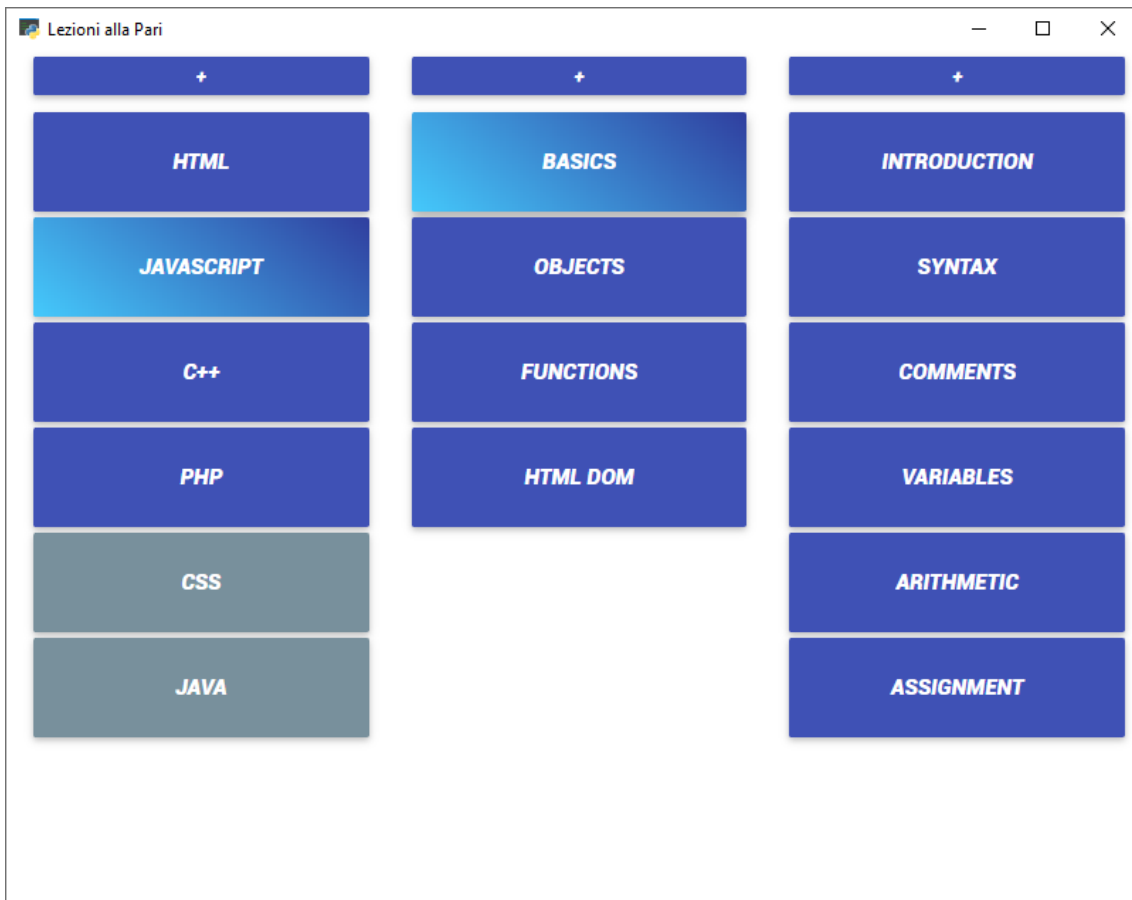 Lezioni alla Pari
+
HTML
JAVASCRIPT
C++
PHP
CSS
JAVA
+
BASICS
OBJECTS
FUNCTIONS
HTML DOM
+
INTRODUCTION
SYNTAX
COMMENTS
VARIABLES
ARITHMETIC
ASSIGNMENT